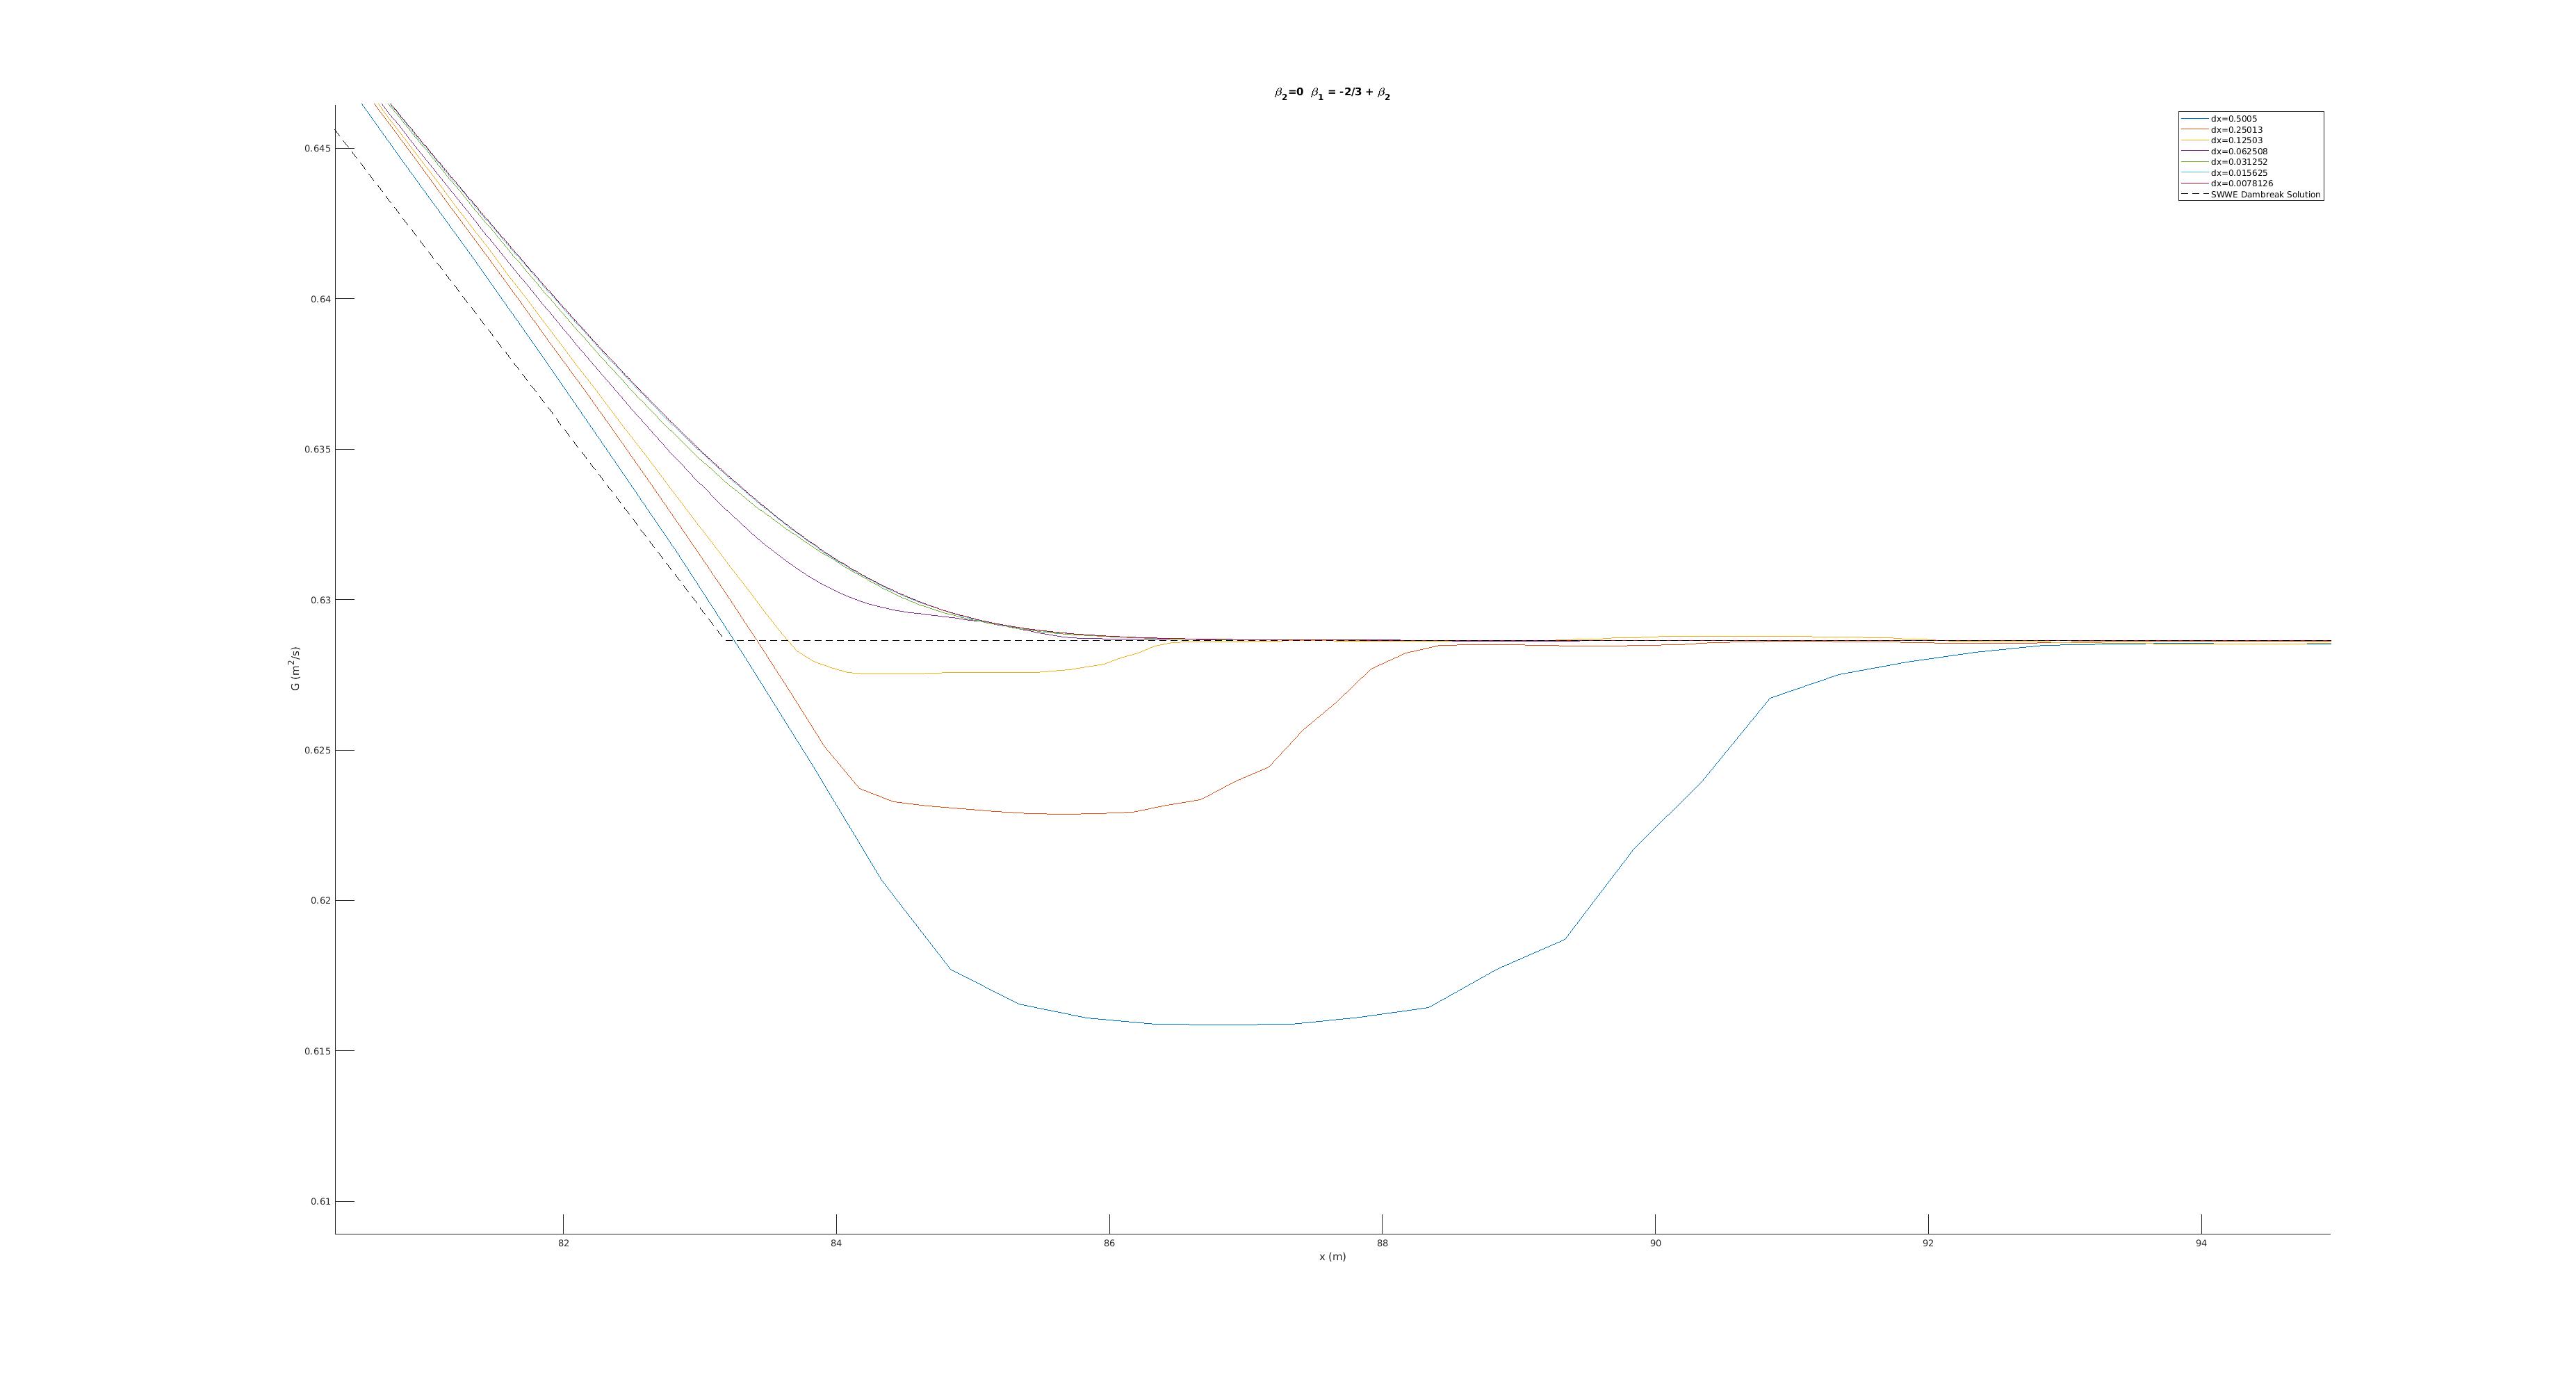 β₂=0 β₁ = -2/3 + β₂
dx=0.5005
dx=0.25013
dx=0.12503
dx=0.062508
dx=0.031252
dx=0.015625
dx=0.0078126
SWWE Dambreak Solution
0.645
0.64
0.635
0.63
0.625
0.62
0.615
0.61
G (m²/s)
82
84
86
88
90
92
94
x (m)